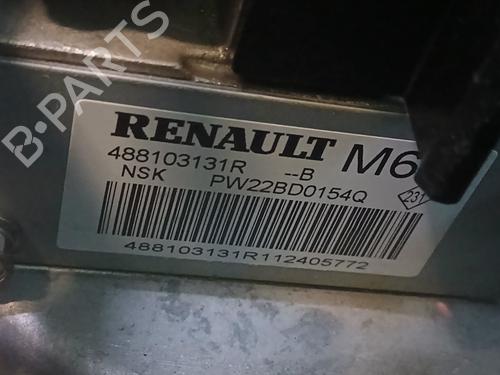 RENAULT M6
488103131R --B
NSK PW22BD0154Q
231
488103131R112405772
B-PARTS